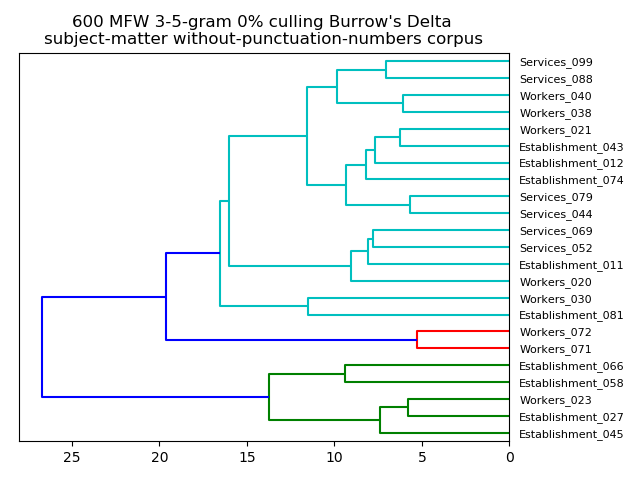 600 MFW 3-5-gram 0% culling Burrow's Delta
subject-matter without-punctuation-numbers corpus
Services_099
Services_088
Workers_040
Workers_038
Workers_021
Establishment_043
Establishment_012
Establishment_074
Services_079
Services_044
Services_069
Services_052
Establishment_011
Workers_020
Workers_030
Establishment_081
Workers_072
Workers_071
Establishment_066
Establishment_058
Workers_023
Establishment_027
Establishment_045
25 20 15 10 5 0